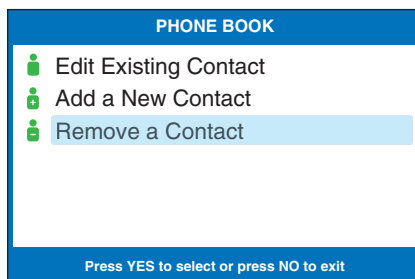 PHONE BOOK
Edit Existing Contact
Add a New Contact
Remove a Contact
Press YES to select or press NO to exit